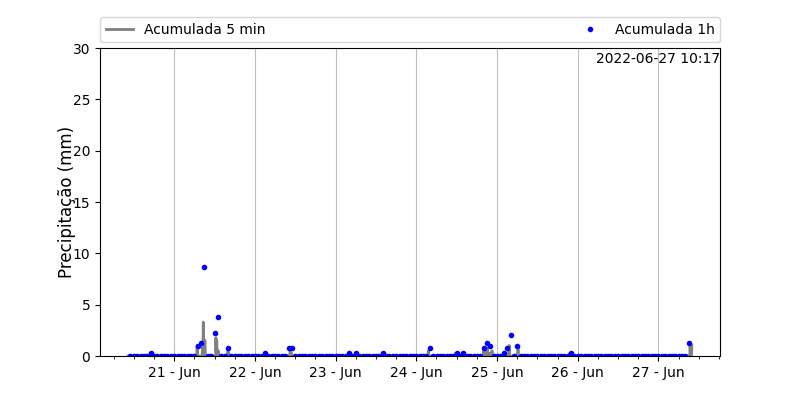 Acumulada 5 min
Acumulada 1h
2022-06-27 10:17
Precipitação (mm)
30
25
20
15
10
5
0
21 - Jun
22 - Jun
23 - Jun
24 - Jun
25 - Jun
26 - Jun
27 - Jun